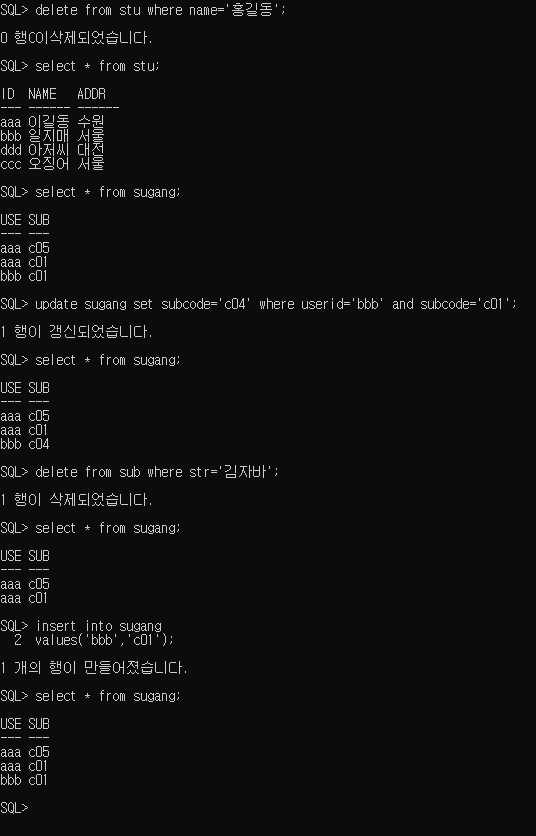 SQL> delete from stu where name='홍길동';
0 행C이삭제되었습니다.
SQL> select * from stu;
ID NAME ADDR
--- ------ ------
aaa 이길동 수원
bbb 일지매 서울
ddd 아저씨 대전
ccc 오징어 서울
SQL> select * from sugang;
USE SUB
--- ---
aaa c05
aaa c01
bbb c01
SQL> update sugang set subcode='c04' where userid='bbb' and subcode='c01';
1 행이 갱신되었습니다.
SQL> select * from sugang;
USE SUB
--- ---
aaa c05
aaa c01
bbb c04
SQL> delete from sub where str='김자바';
1 행이 삭제되었습니다.
SQL> select * from sugang;
USE SUB
--- ---
aaa c05
aaa c01
SQL> insert into sugang
2 values('bbb','c01');
1 개의 행이 만들어졌습니다.
SQL> select * from sugang;
USE SUB
--- ---
aaa c05
aaa c01
bbb c01
SQL>